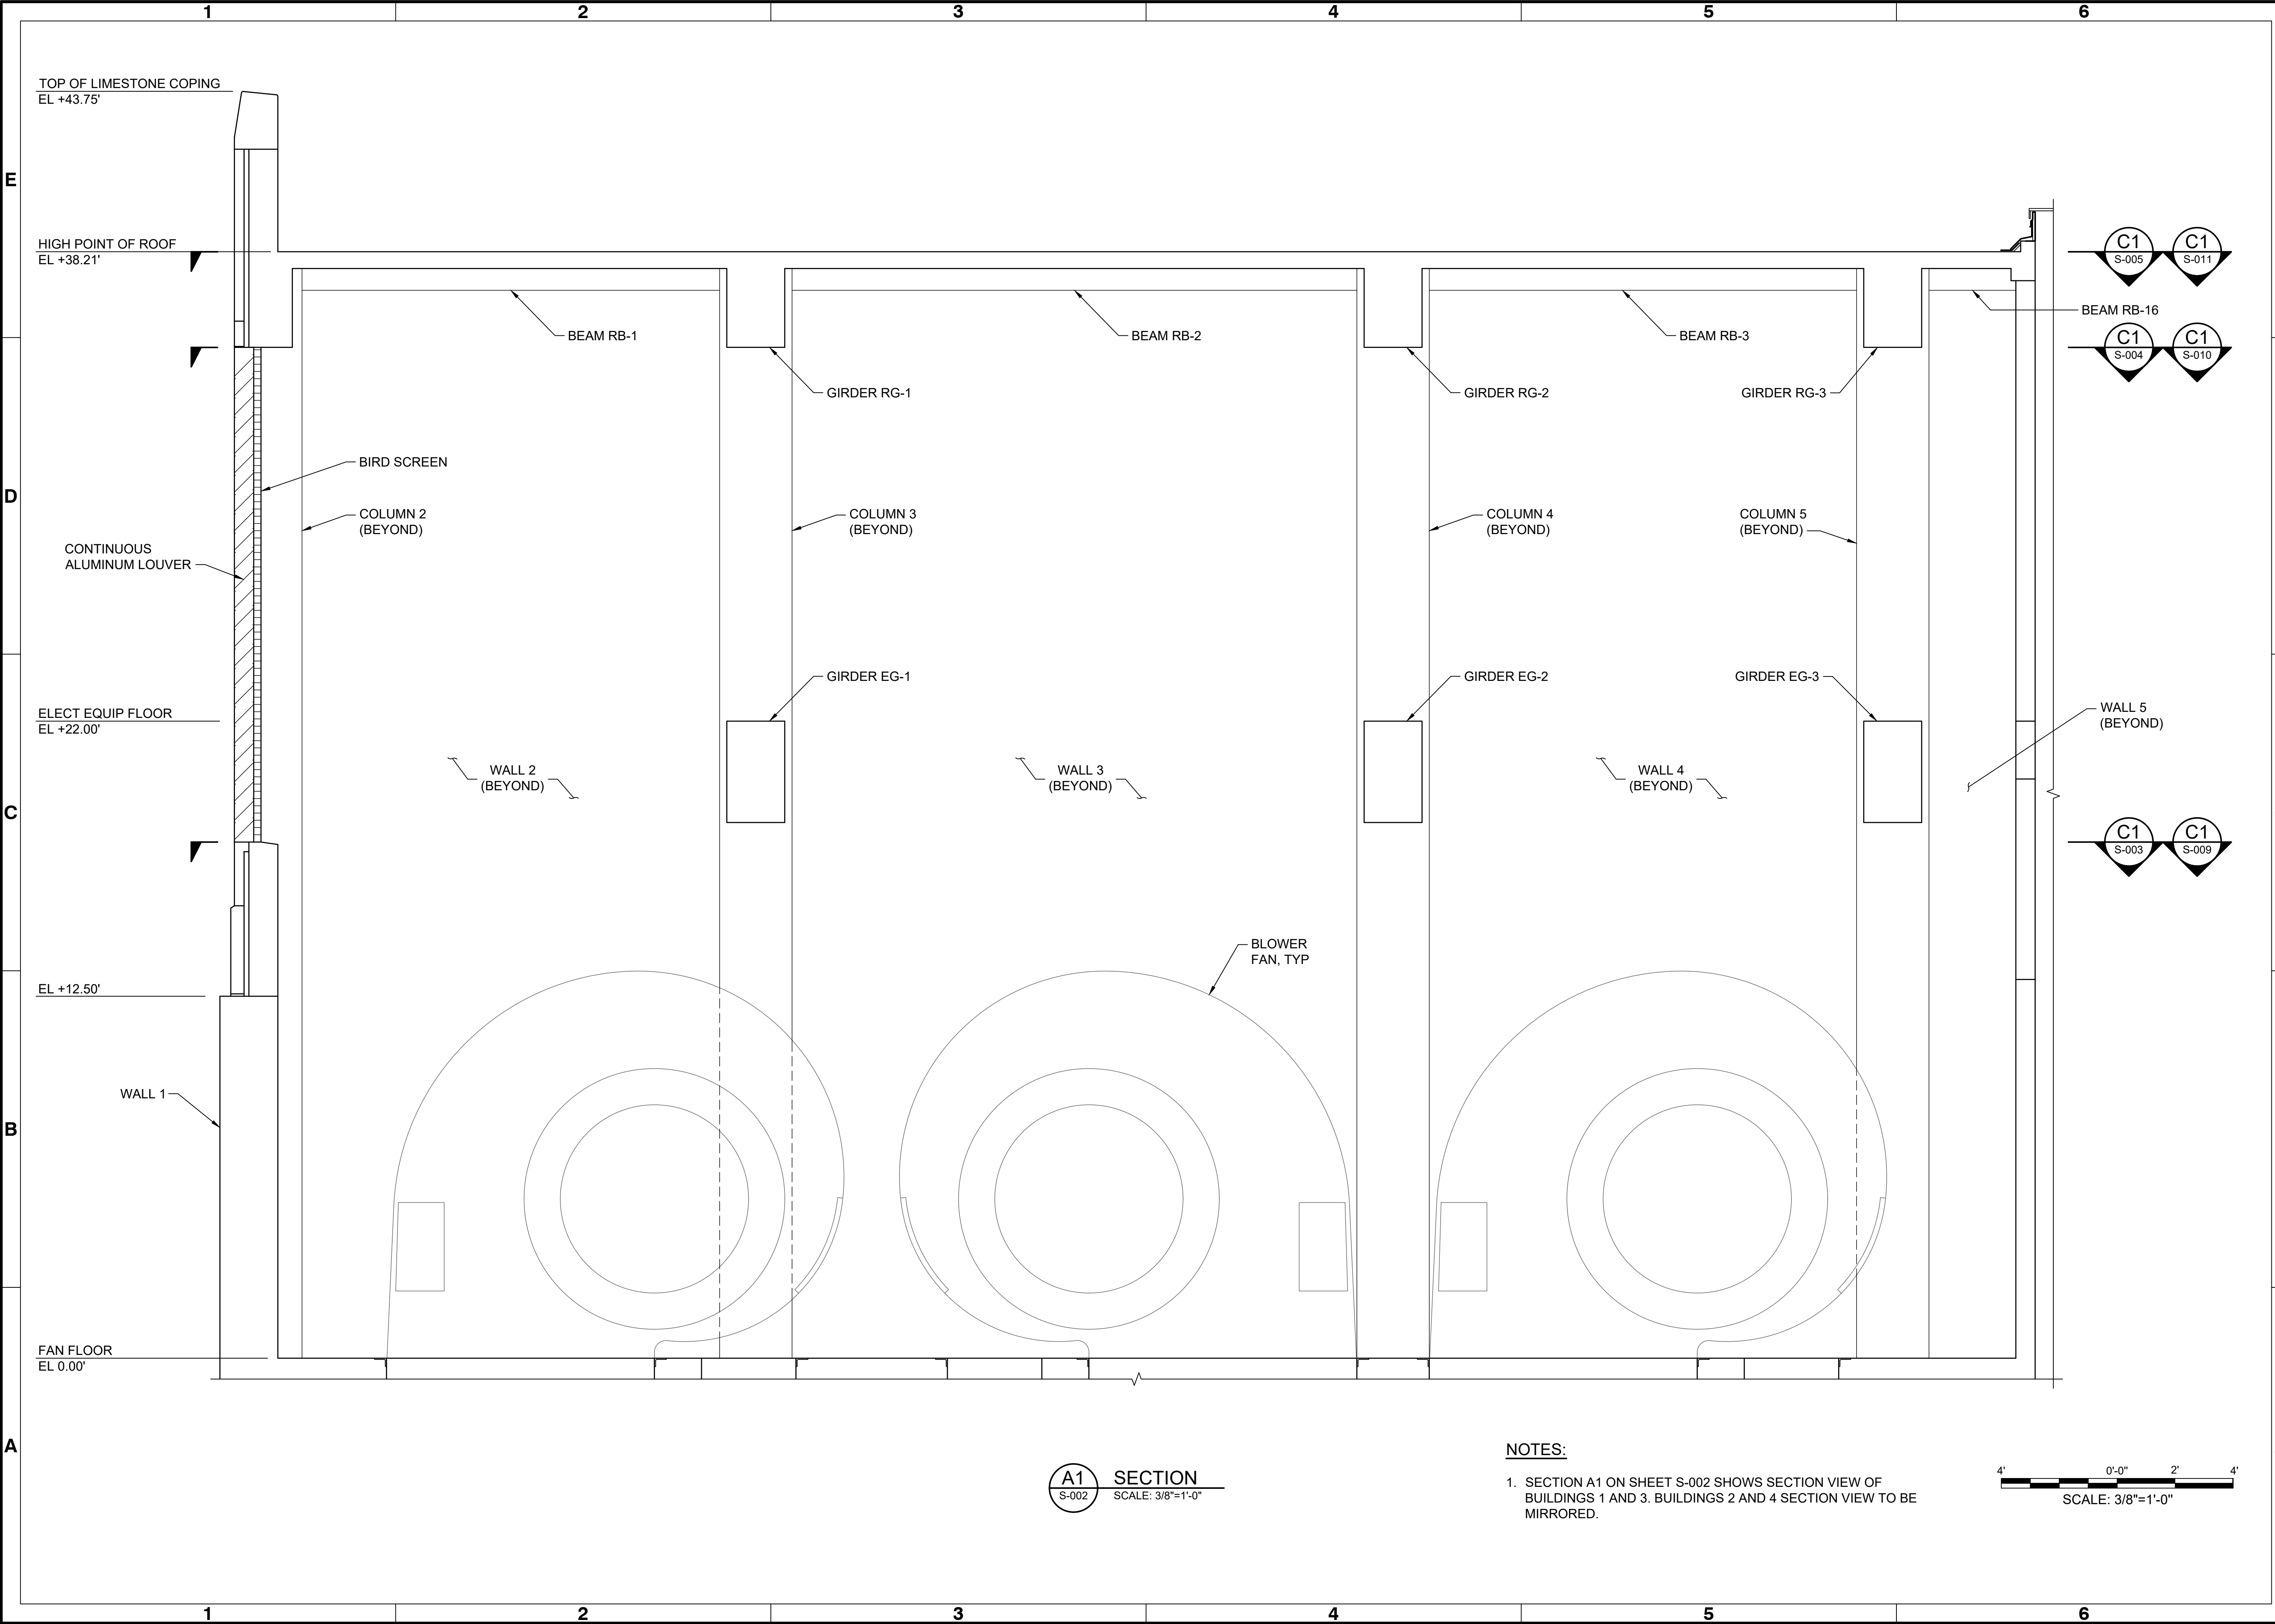 1 2 3 4 5 6
TOP OF LIMESTONE COPING
EL +43.75'
E
HIGH POINT OF ROOF
EL +38.21'
C1
S-005
C1
S-011
BEAM RB-16
BEAM RB-1
BEAM RB-2
BEAM RB-3
C1
S-004
C1
S-010
GIRDER RG-1
GIRDER RG-2
GIRDER RG-3
BIRD SCREEN
D
COLUMN 2
(BEYOND)
COLUMN 3
(BEYOND)
COLUMN 4
(BEYOND)
COLUMN 5
(BEYOND)
CONTINUOUS
ALUMINUM LOUVER
GIRDER EG-1
GIRDER EG-2
GIRDER EG-3
ELECT EQUIP FLOOR
EL +22.00'
WALL 5
(BEYOND)
WALL 2
(BEYOND)
WALL 3
(BEYOND)
WALL 4
(BEYOND)
C
C1
S-003
C1
S-009
BLOWER
FAN, TYP
EL +12.50'
WALL 1
B
FAN FLOOR
EL 0.00'
A
A1
S-002
SECTION
SCALE: 3/8"=1'-0"
NOTES:
1. SECTION A1 ON SHEET S-002 SHOWS SECTION VIEW OF
BUILDINGS 1 AND 3. BUILDINGS 2 AND 4 SECTION VIEW TO BE
MIRRORED.
4' 0'-0" 2' 4'
SCALE: 3/8"=1'-0"
1 2 3 4 5 6